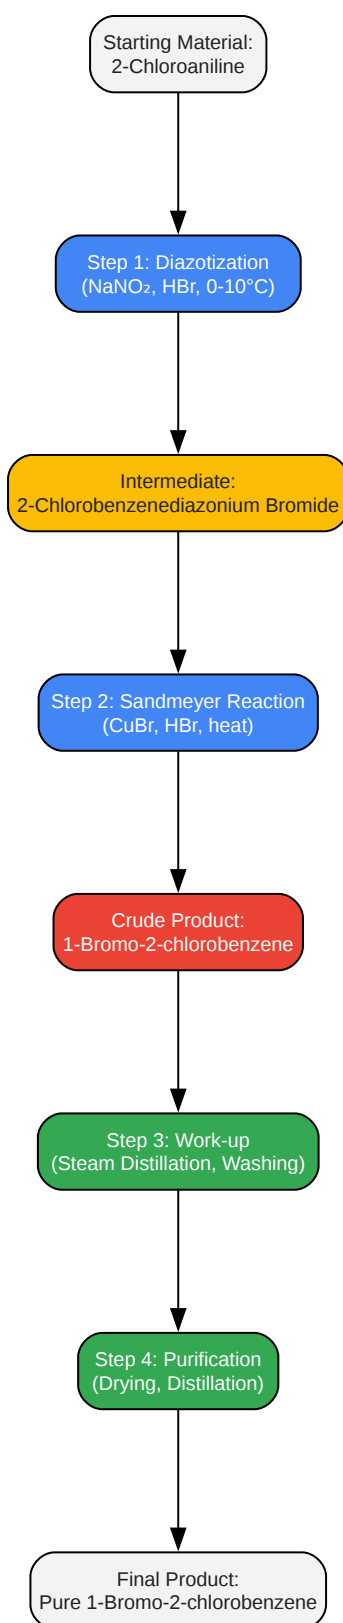 Starting Material:
2-Chloroaniline
Step 1: Diazotization
(NaNO₂, HBr, 0-10°C)
Intermediate:
2-Chlorobenzenediazonium Bromide
Step 2: Sandmeyer Reaction
(CuBr, HBr, heat)
Crude Product:
1-Bromo-2-chlorobenzene
Step 3: Work-up
(Steam Distillation, Washing)
Step 4: Purification
(Drying, Distillation)
Final Product:
Pure 1-Bromo-2-chlorobenzene